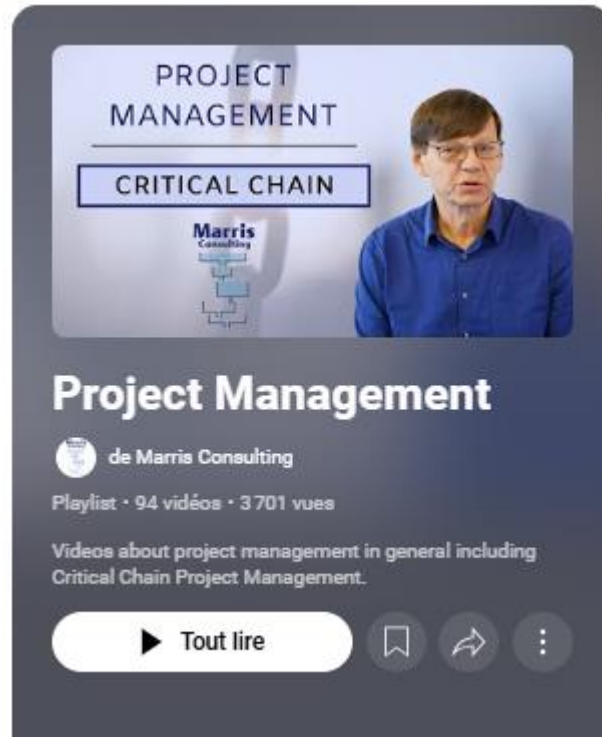 PROJECT
MANAGEMENT
CRITICAL CHAIN
Marris
Consulting
Project Management
de Marris Consulting
Playlist • 94 vidéos • 3 701 vues
Videos about project management in general including
Critical Chain Project Management.
Tout lire